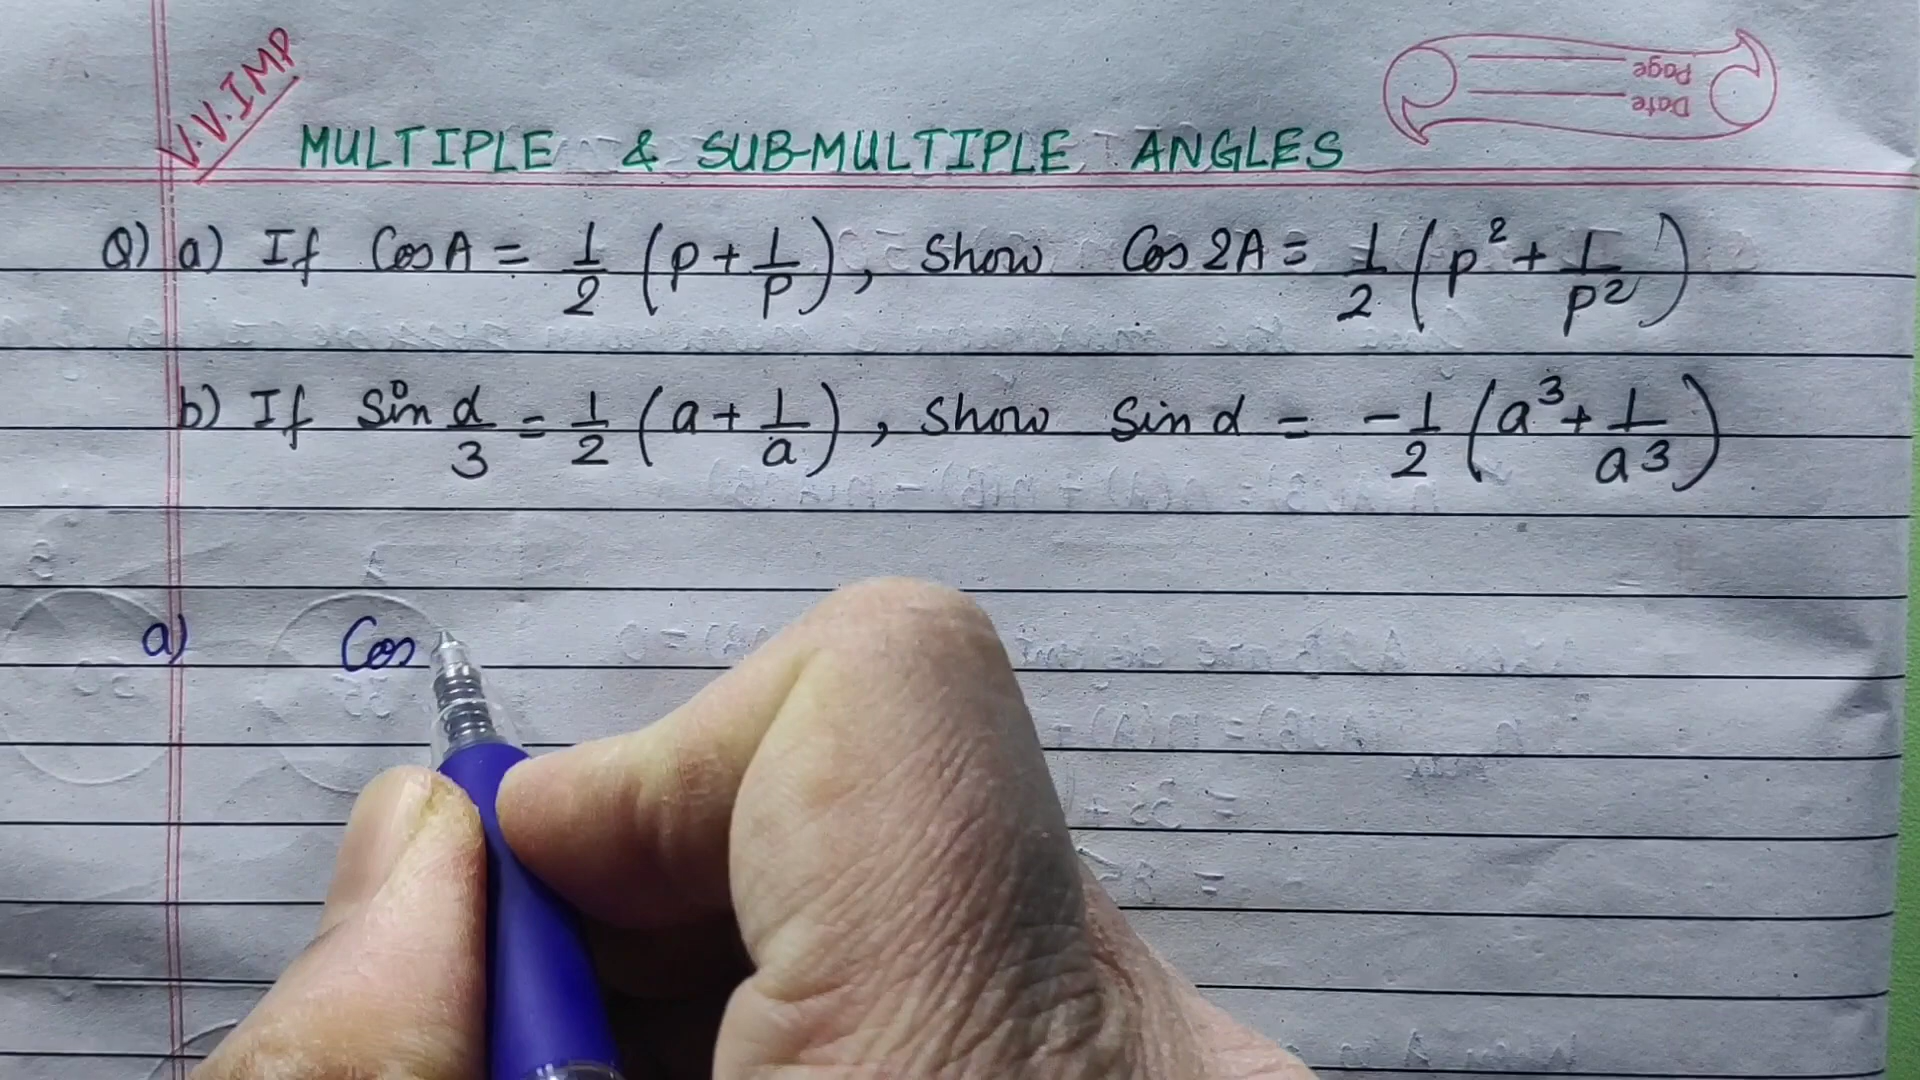 V.V.IMP
Page
Date
MULTIPLE & SUB-MULTIPLE ANGLES
Q) a) If Cos A = 1/2 (p + 1/p), Show Cos 2A = 1/2 (p² + 1/p²)
b) If Sin α/3 = 1/2 (a + 1/a), Show Sin α = -1/2 (a³ + 1/a³)
a) Cos